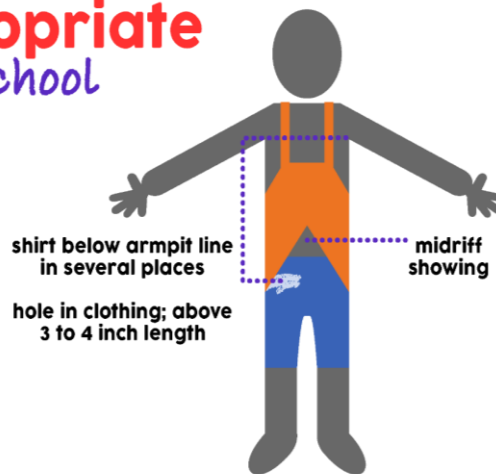 opriate
chool
shirt below armpit line
in several places
hole in clothing; above
3 to 4 inch length
midriff
showing